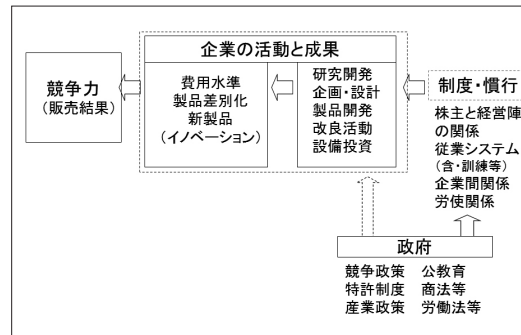 企業の活動と成果
競争力
(販売結果)
費用水準
製品差別化
新製品
(イノベーション)
研究開発
企画・設計
製品開発
改良活動
設備投資
制度・慣行
株主と経営陣
の関係
従業システム
(含・訓練等)
企業間関係
労使関係
政府
競争政策 公教育
特許制度 商法等
産業政策 労働法等